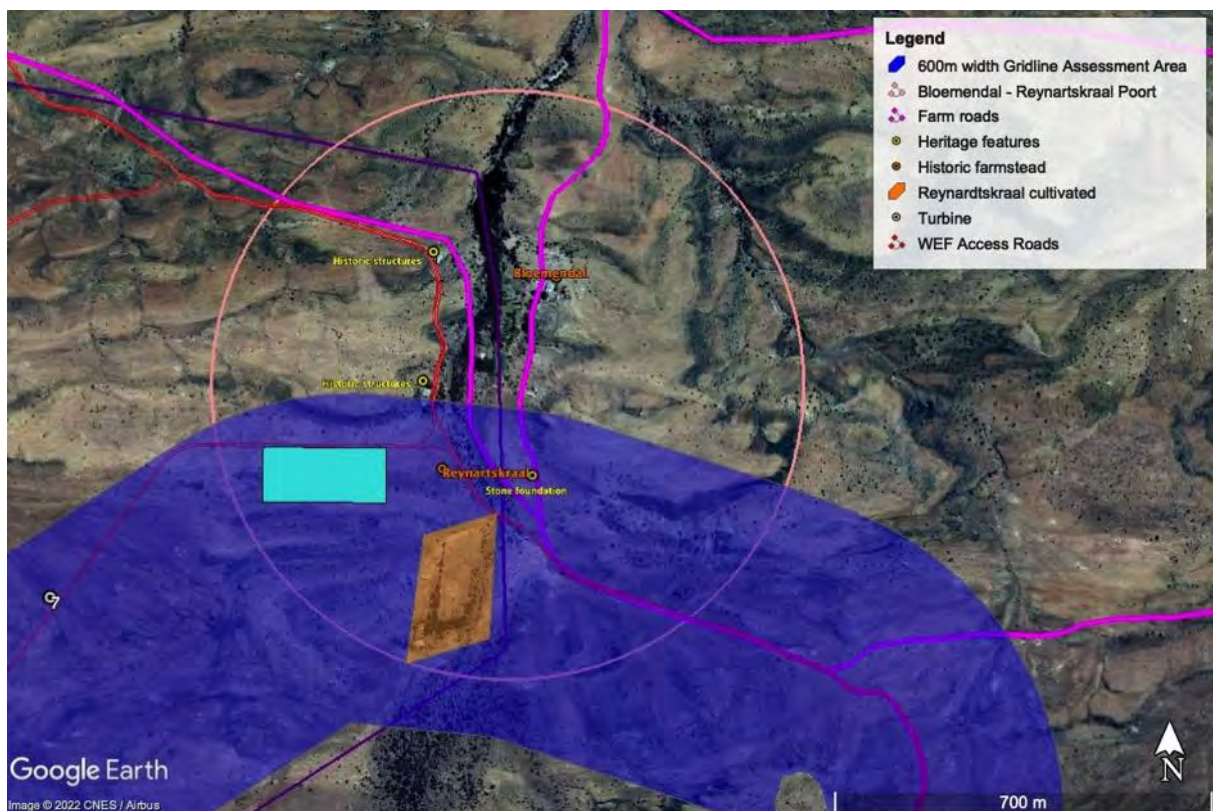 Legend
600m width Gridline Assessment Area
Bloemendal - Reynartskraal Poort
Farm roads
Heritage features
Historic farmstead
Reynardtskraal cultivated
Turbine
WEF Access Roads
Historic structures
Bloemendal
Historic structures
Reynartskraal
Stone foundation
7
Google Earth
N
Image © 2022 CNES / Airbus
700 m